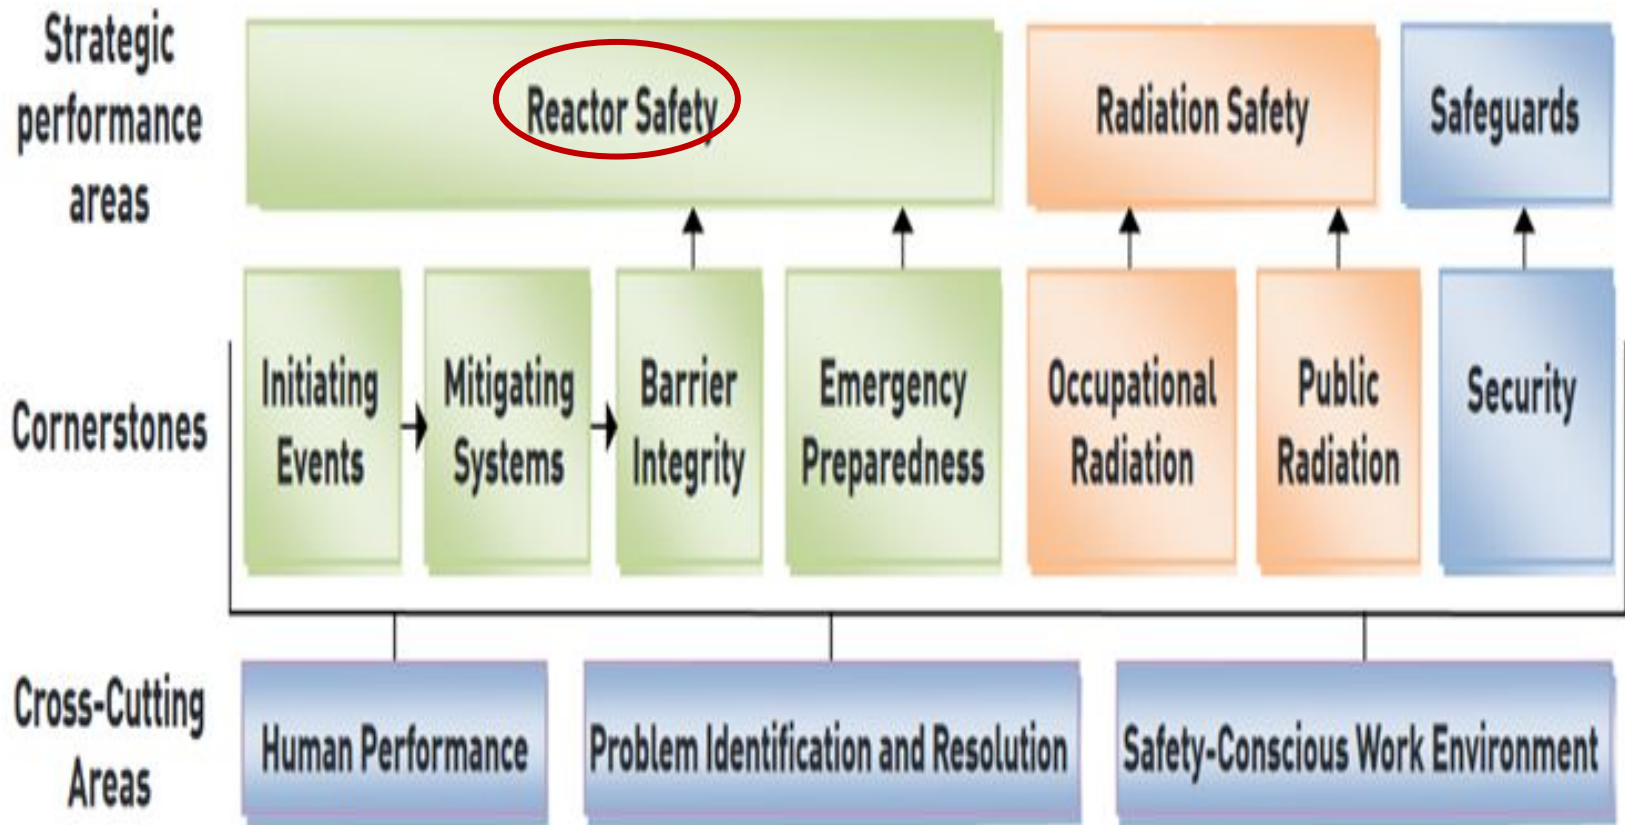 Strategic
performance
areas
Reactor Safety
Radiation Safety
Safeguards
Cornerstones
Initiating
Events
Mitigating
Systems
Barrier
Integrity
Emergency
Preparedness
Occupational
Radiation
Public
Radiation
Security
Cross-Cutting
Areas
Human Performance
Problem Identification and Resolution
Safety-Conscious Work Environment